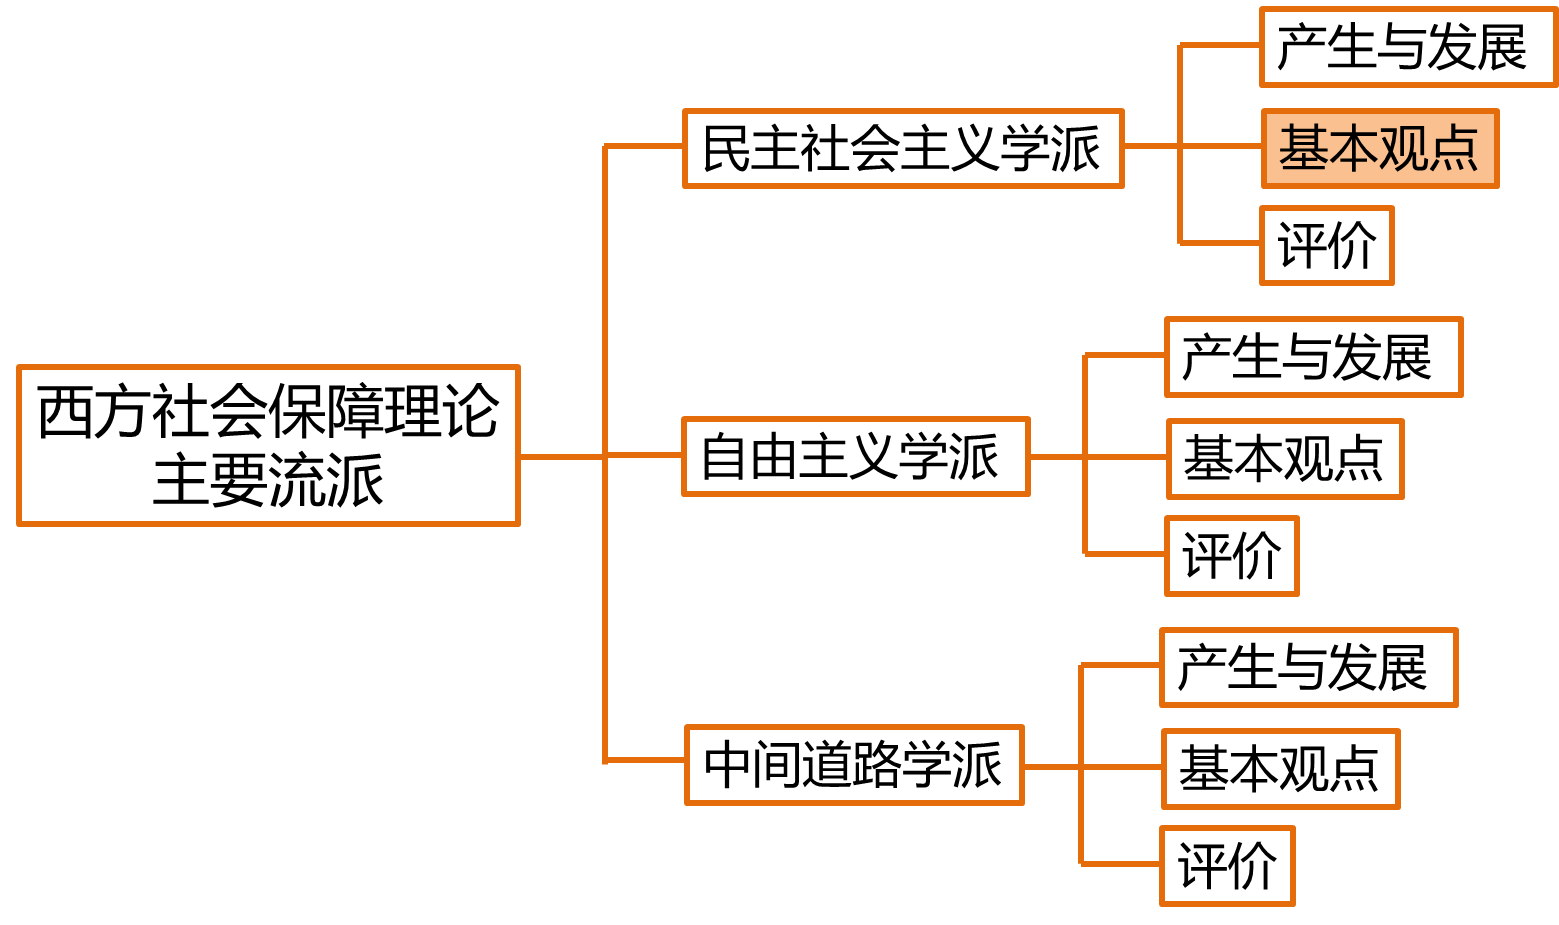 西方社会保障理论
主要流派
民主社会主义学派
产生与发展
基本观点
评价
自由主义学派
产生与发展
基本观点
评价
中间道路学派
产生与发展
基本观点
评价